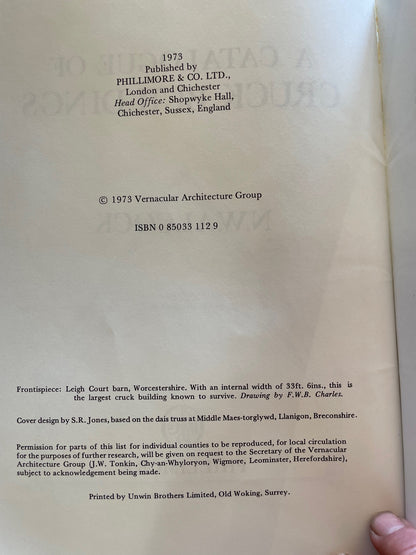 1973
Published by
PHILLIMORE & CO. LTD.,
London and Chichester
Head Office: Shopwyke Hall,
Chichester, Sussex, England
© 1973 Vernacular Architecture Group
ISBN 0 85033 112 9
Frontispiece: Leigh Court barn, Worcestershire. With an internal width of 33ft. 6ins., this is
the largest cruck building known to survive. Drawing by F.W.B. Charles.
Cover design by S.R. Jones, based on the dais truss at Middle Maes-torglywd, Llanigon, Breconshire.
Permission for parts of this list for individual counties to be reproduced, for local circulation
for the purposes of further research, will be given on request to the Secretary of the Vernacular
Architecture Group (J.W. Tonkin, Chy-an-Whyloryon, Wigmore, Leominster, Herefordshire),
subject to acknowledgement being made.
Printed by Unwin Brothers Limited, Old Woking, Surrey.